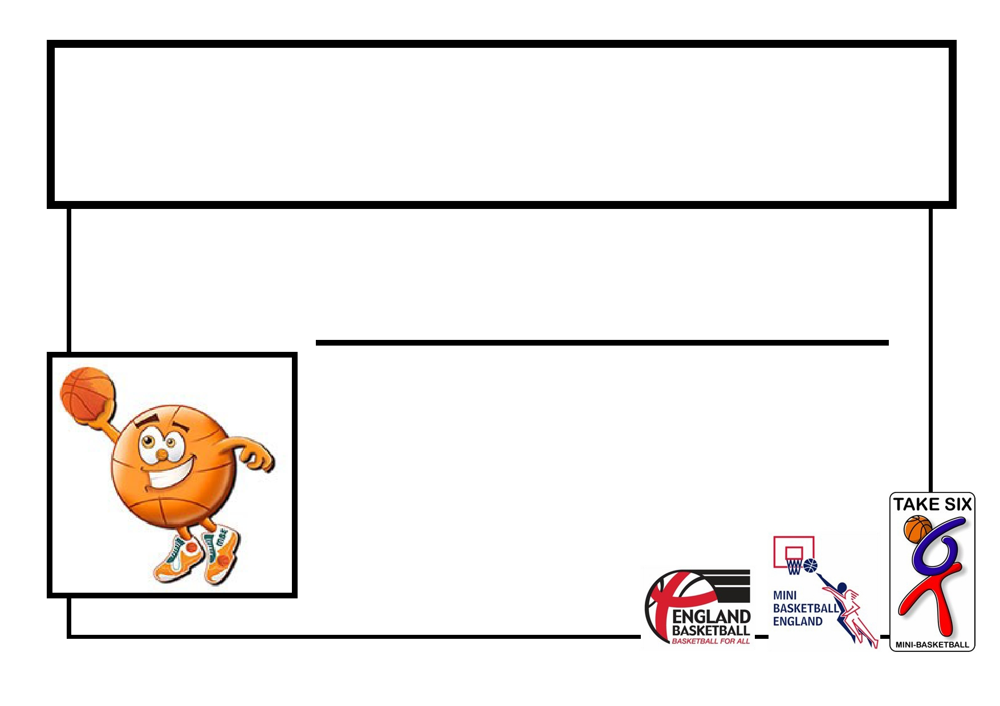 TAKE SIX
MINI
BASKETBALL
ENGLAND
ENGLAND
BASKETBALL
BASKETBALL FOR ALL
MINI-BASKETBALL